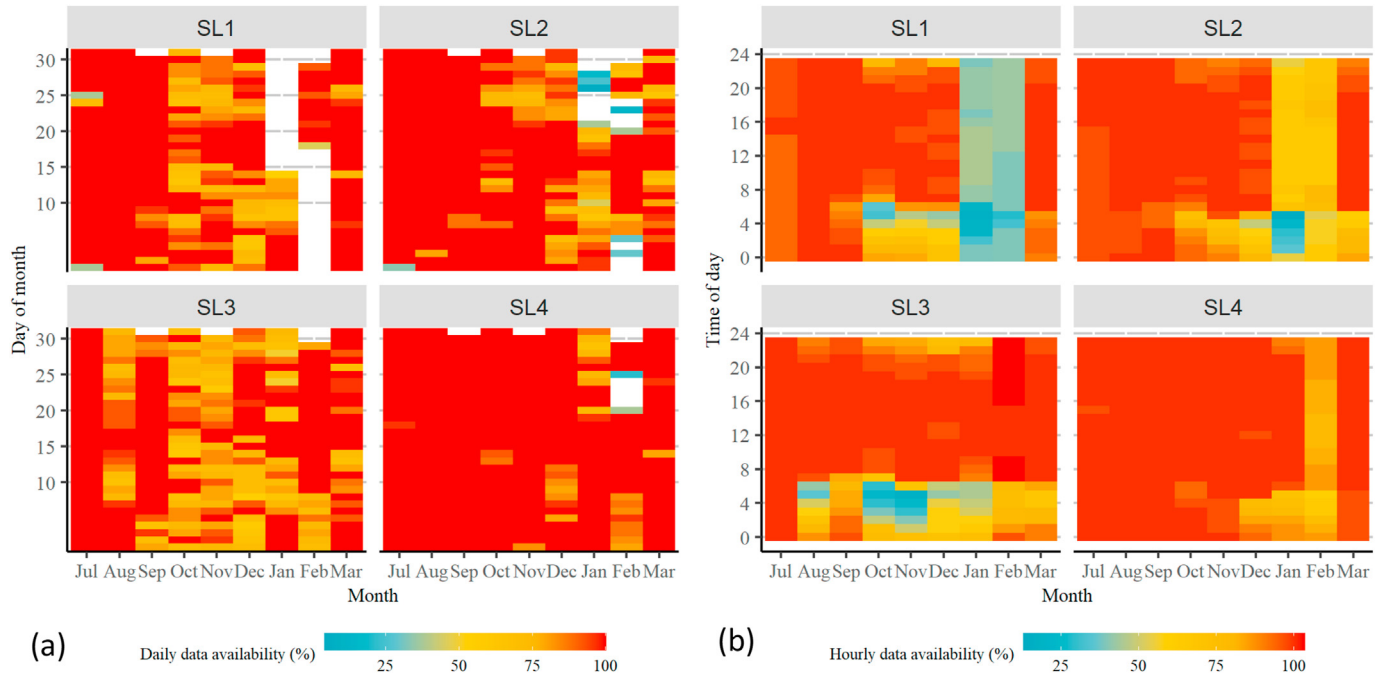 SL1
SL2
30
25
20
15
10
SL3
SL4
30
25
20
15
10
Day of month
Jul Aug Sep Oct Nov Dec Jan Feb Mar
Jul Aug Sep Oct Nov Dec Jan Feb Mar
Month
(a)
Daily data availability (%)
25 50 75 100
SL1
SL2
24
20
16
12
8
4
0
SL3
SL4
24
20
16
12
8
4
0
Time of day
Jul Aug Sep Oct Nov Dec Jan Feb Mar
Jul Aug Sep Oct Nov Dec Jan Feb Mar
Month
(b)
Hourly data availability (%)
25 50 75 100